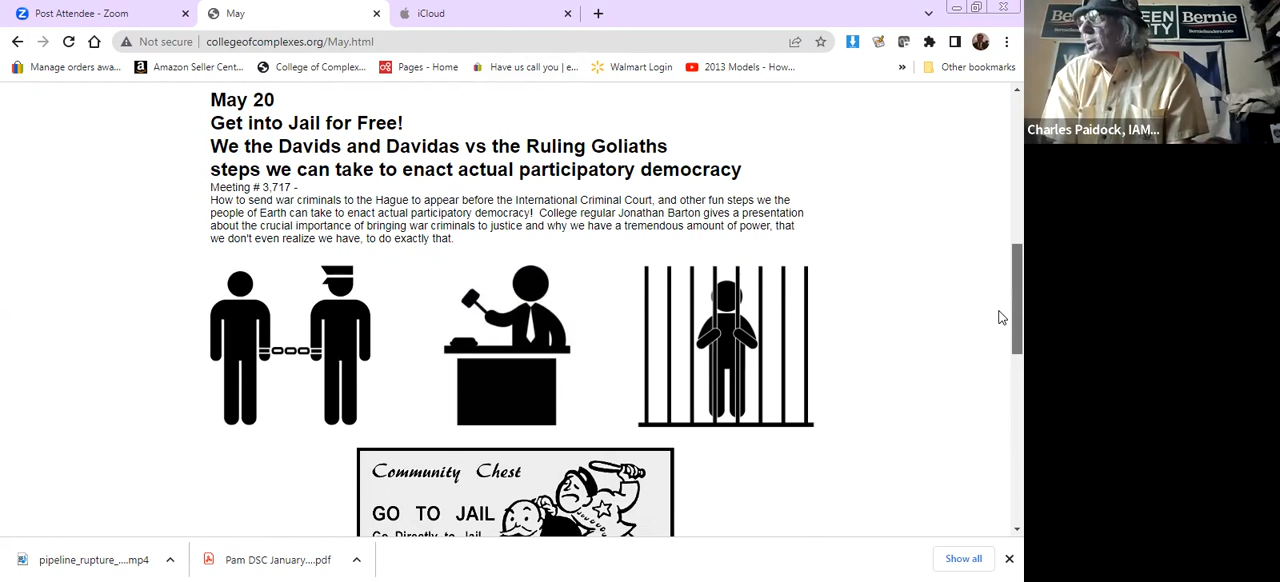 Post Attendee - Zoom
May
iCloud
Not secure
collegeofcomplexes.org/May.html
Manage orders awa...
Amazon Seller Cent...
College of Complex...
Pages - Home
Have us call you | e...
Walmart Login
2013 Models - How...
»
Other bookmarks
May 20
Get into Jail for Free!
We the Davids and Davidas vs the Ruling Goliaths
steps we can take to enact actual participatory democracy
Meeting # 3,717 -
How to send war criminals to the Hague to appear before the International Criminal Court, and other fun steps we the
people of Earth can take to enact actual participatory democracy!  College regular Jonathan Barton gives a presentation
about the crucial importance of bringing war criminals to justice and why we have a tremendous amount of power, that
we don't even realize we have, to do exactly that.
Community Chest
GO TO JAIL
Go Directly to Jail
pipeline_rupture_....mp4
Pam DSC January....pdf
Show all
Bernie
Charles Paidock, IAM...